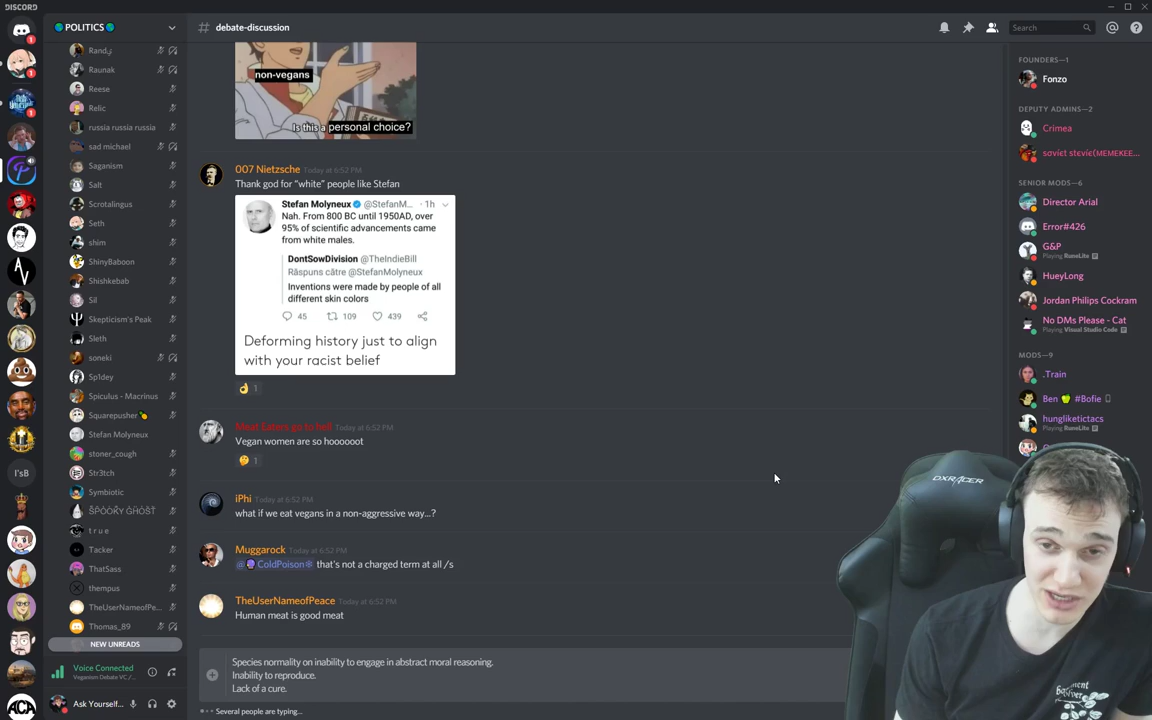 DISCORD
POLITICS
# debate-discussion
Search
Raunak
Reese
Relic
russia russia russia
sad michael
Saganism
Salt
Scrotalingus
Seth
shim
ShinyBaboon
Shishkebab
Sil
Skepticism's Peak
Sleth
soneki
Sp1dey
Spiculus - Macrinus
Squarepusher
Stefan Molyneux
stoner_cough
Str3tch
Symbiotic
t r u e
Tacker
ThatSass
thempus
TheUserNameofPe...
Thomas_89
NEW UNREADS
Voice Connected
Veganism Debate VC /...
Ask Yourself...
AV
I'sB
ACA
non-vegans
Is this a personal choice?
007 Nietzsche Today at 6:52 PM
Thank god for "white" people like Stefan
Stefan Molyneux @StefanM... · 1h
Nah. From 800 BC until 1950AD, over
95% of scientific advancements came
from white males.
DontSowDivision @TheIndieBill
Răspuns către @StefanMolyneux
Inventions were made by people of all
different skin colors
45 109 439
Deforming history just to align
with your racist belief
1
Meat Eaters go to hell Today at 6:52 PM
Vegan women are so hoooooot
1
iPhi Today at 6:52 PM
what if we eat vegans in a non-aggressive way...?
Muggarock Today at 6:52 PM
@ColdPoison that's not a charged term at all /s
TheUserNameofPeace Today at 6:52 PM
Human meat is good meat
Species normality on inability to engage in abstract moral reasoning.
Inability to reproduce.
Lack of a cure.
Several people are typing...
FOUNDERS—1
Fonzo
DEPUTY ADMINS—2
Crimea
sσviєt stєviє(MEMEKEE...
SENIOR MODS—6
Director Arial
Error#426
G&P
Playing RuneLite
HueyLong
Jordan Philips Cockram
No DMs Please - Cat
Playing Visual Studio Code
MODS—9
.Train
Ben #Bofie
hungliketictacs
Playing RuneLite
DXRACER